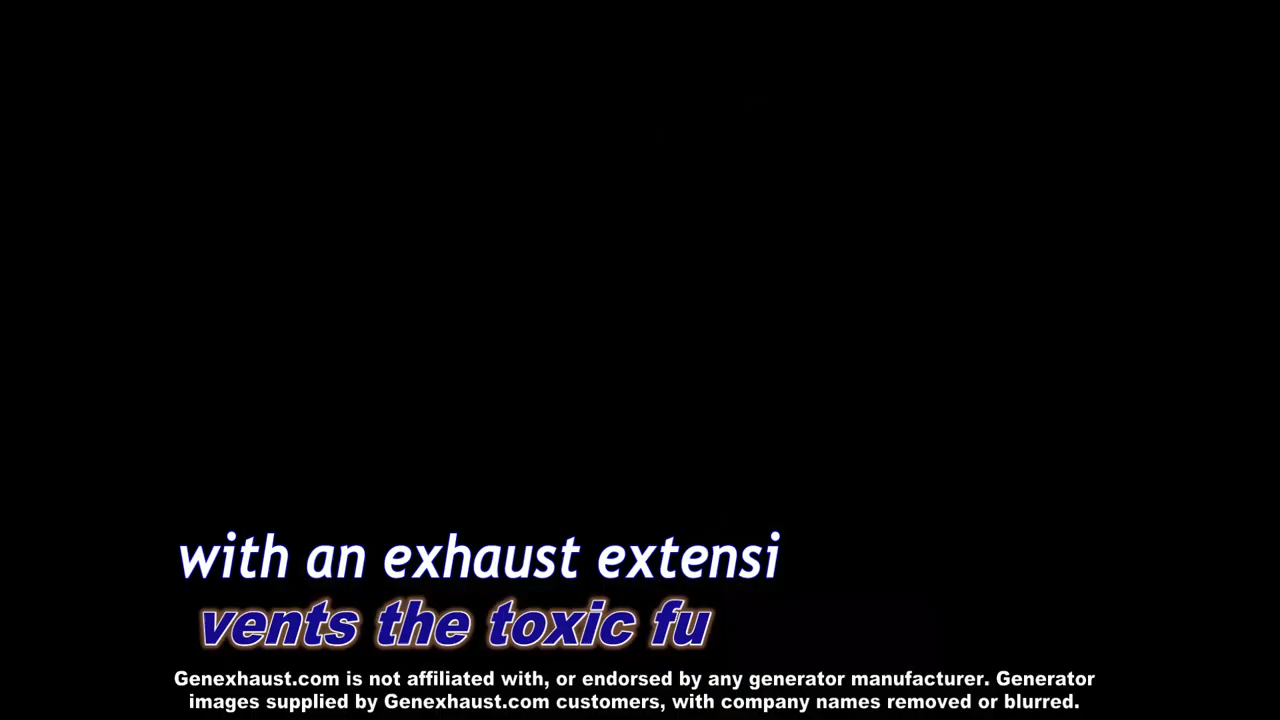 with an exhaust extensi
vents the toxic fu
Genexhaust.com is not affiliated with, or endorsed by any generator manufacturer. Generator
images supplied by Genexhaust.com customers, with company names removed or blurred.